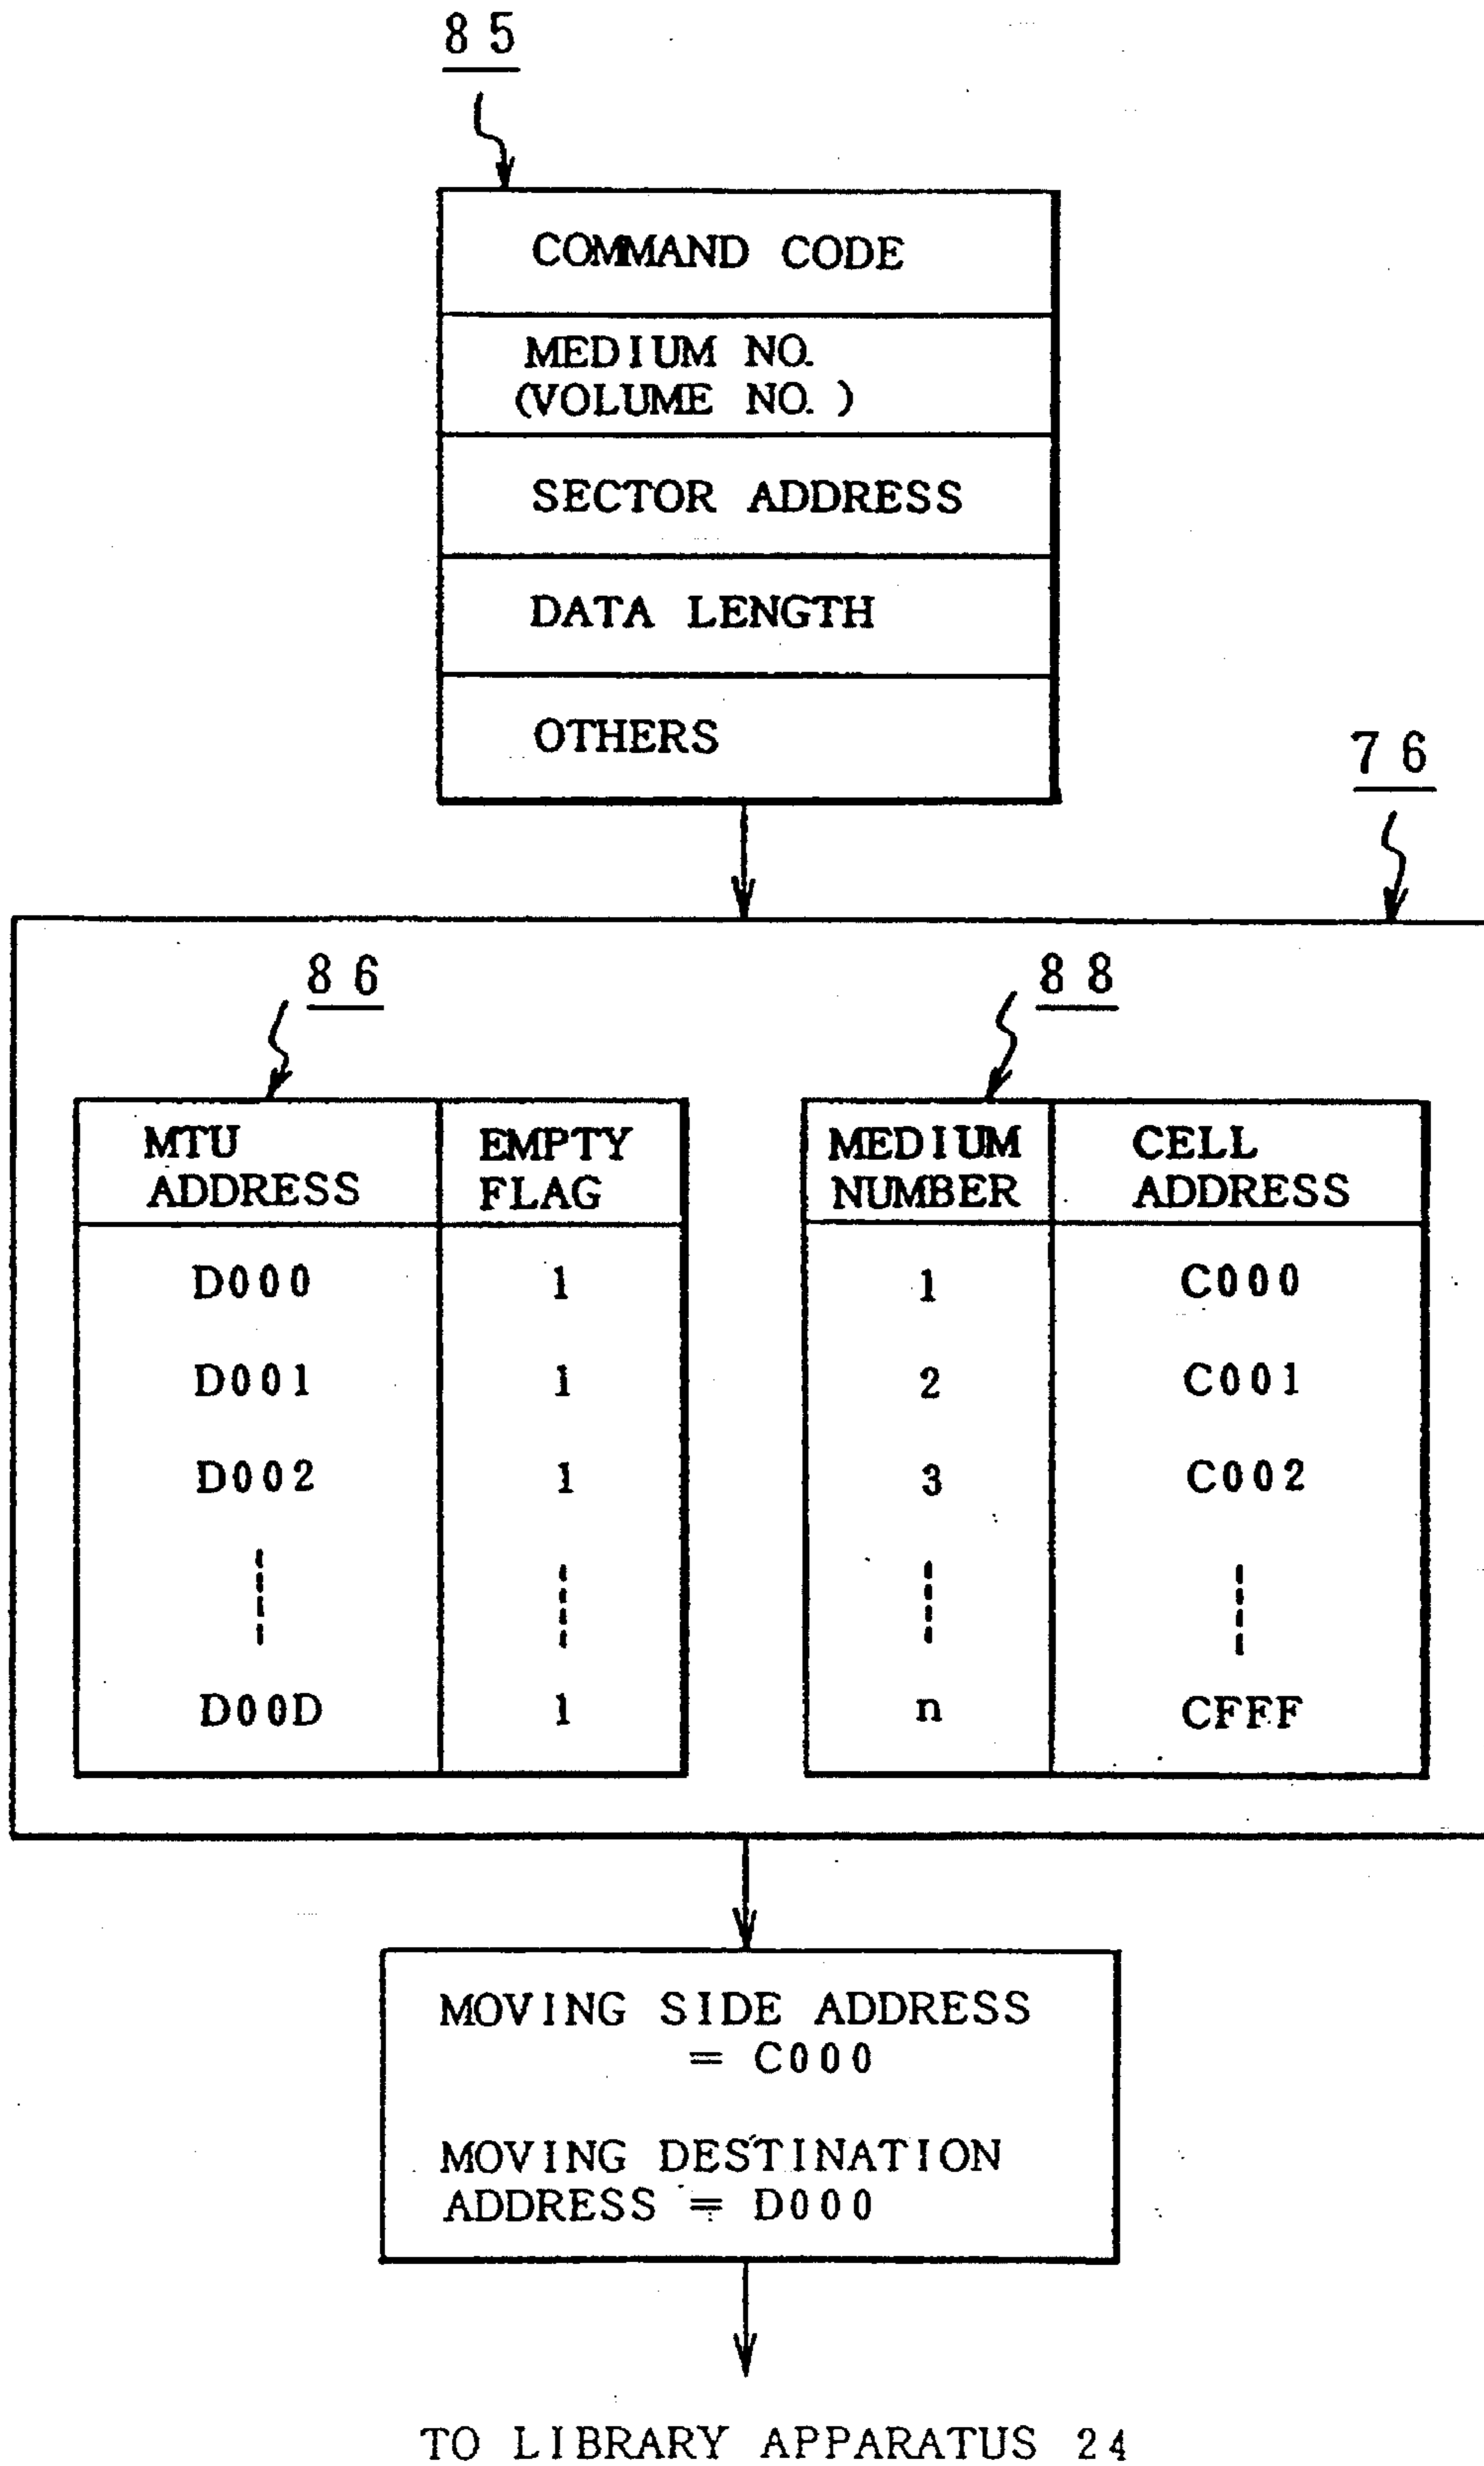 85
COMMAND CODE
MEDIUM NO.
(VOLUME NO.)
SECTOR ADDRESS
DATA LENGTH
OTHERS
76
86
88
MTU ADDRESS
EMPTY FLAG
MEDIUM NUMBER
CELL ADDRESS
D000 1 1 C000
D001 1 2 C001
D002 1 3 C002
D00D 1 n CFFF
MOVING SIDE ADDRESS
= C000
MOVING DESTINATION
ADDRESS = D000
TO LIBRARY APPARATUS 24